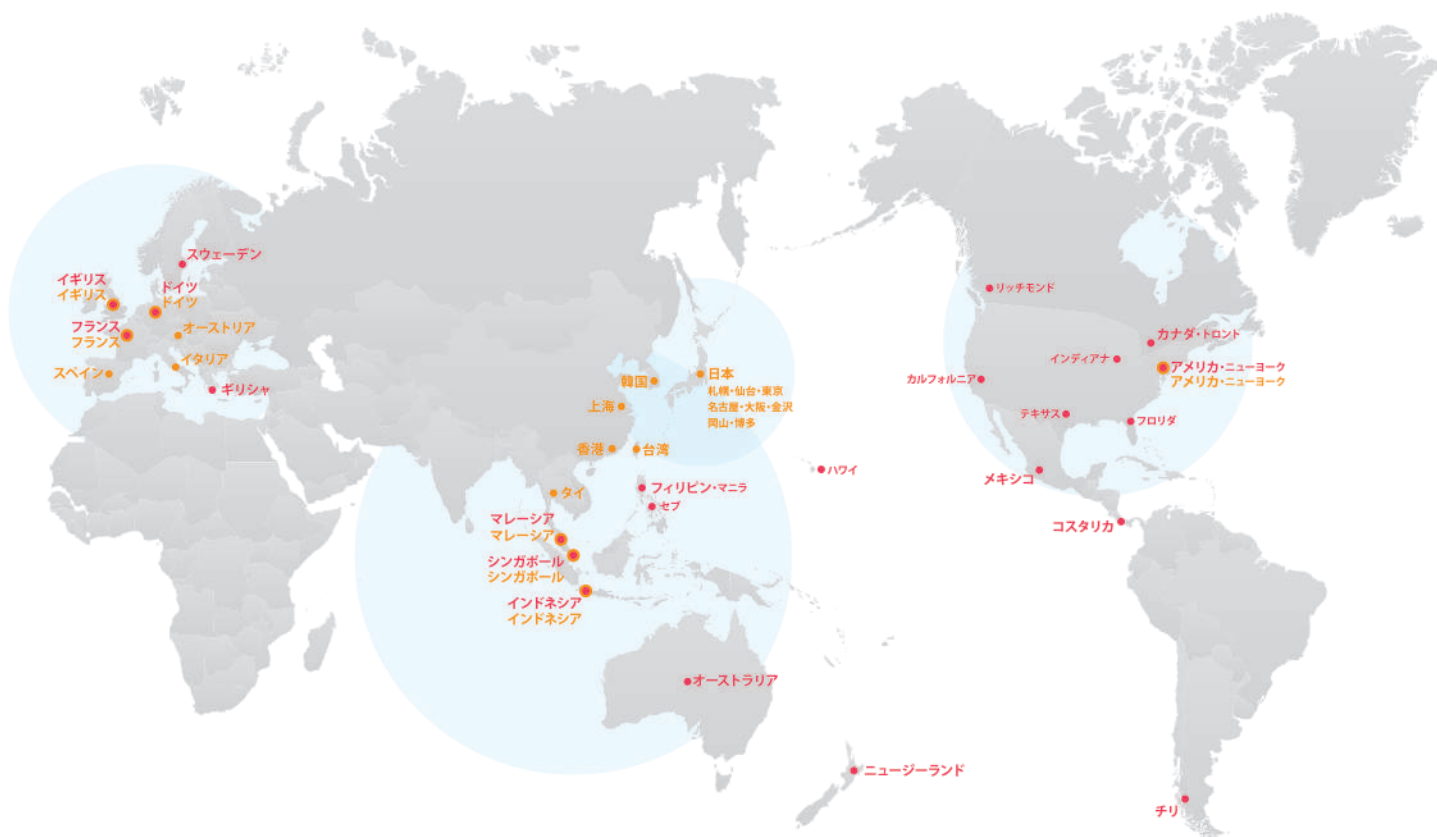 スウェーデン
イギリス
イギリス
ドイツ
ドイツ
フランス
フランス
オーストリア
スペイン
イタリア
ギリシャ
韓国
日本
札幌・仙台・東京
名古屋・大阪・金沢
岡山・博多
上海
香港
台湾
タイ
フィリピン・マニラ
セブ
マレーシア
マレーシア
シンガポール
シンガポール
インドネシア
インドネシア
オーストラリア
ニュージーランド
ハワイ
リッチモンド
カナダ・トロント
インディアナ
アメリカ・ニューヨーク
アメリカ・ニューヨーク
カルフォルニア
テキサス
フロリダ
メキシコ
コスタリカ
チリ